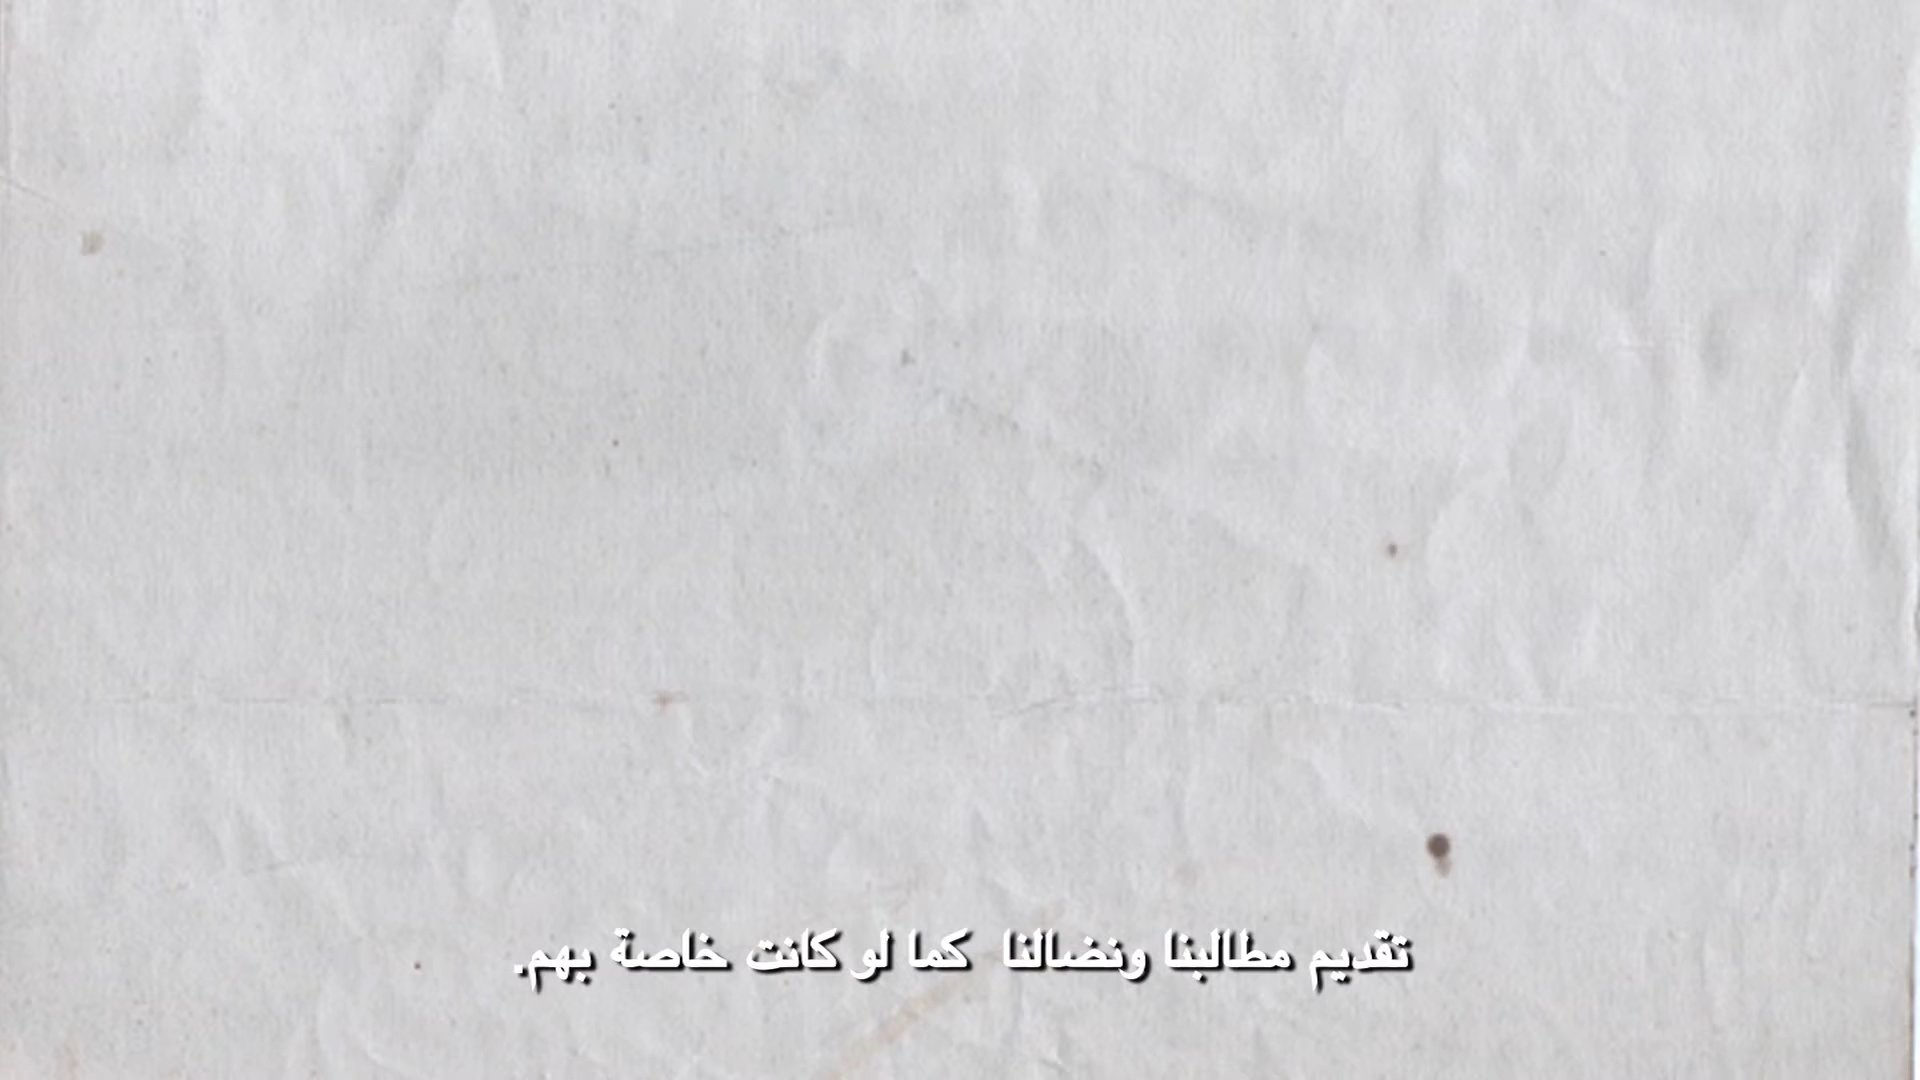 تقديم مطالبنا ونضالنا  كما لو كانت خاصة بهم.